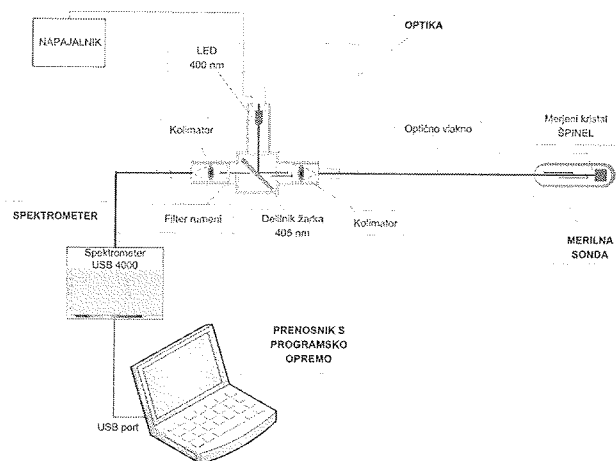 OPTIKA
NAPAJALNIK
LED
400 nm
Kolimator
Optično vlakno
Merjeni kristal
ŠPINEL
SPEKTROMETER
Filter rumeni
Delilnik žarka
405 nm
Kolimator
MERILNA
SONDA
Spektrometer
USB 4000
PRENOSNIK S
PROGRAMSKO
OPREMO
USB port